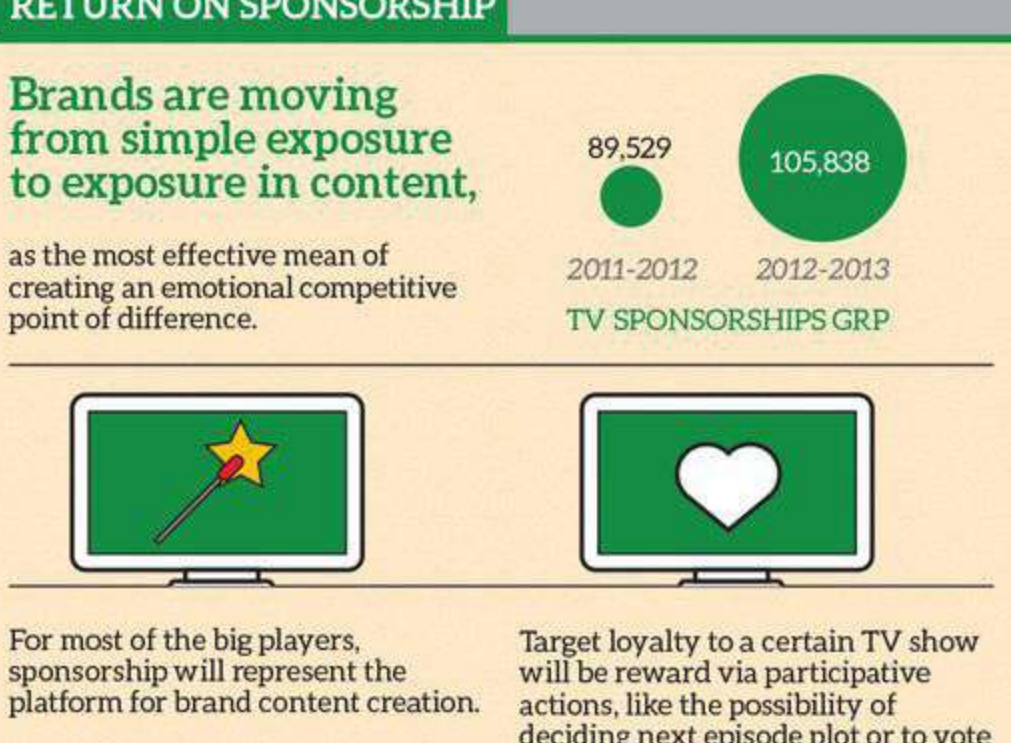 RETURN ON SPONSORSHIP
Brands are moving
from simple exposure
to exposure in content,
as the most effective mean of
creating an emotional competitive
point of difference.
89,529
105,838
2011-2012
2012-2013
TV SPONSORSHIPS GRP
For most of the big players,
sponsorship will represent the
platform for brand content creation.
Target loyalty to a certain TV show
will be reward via participative
actions, like the possibility of
deciding next episode plot or to vote